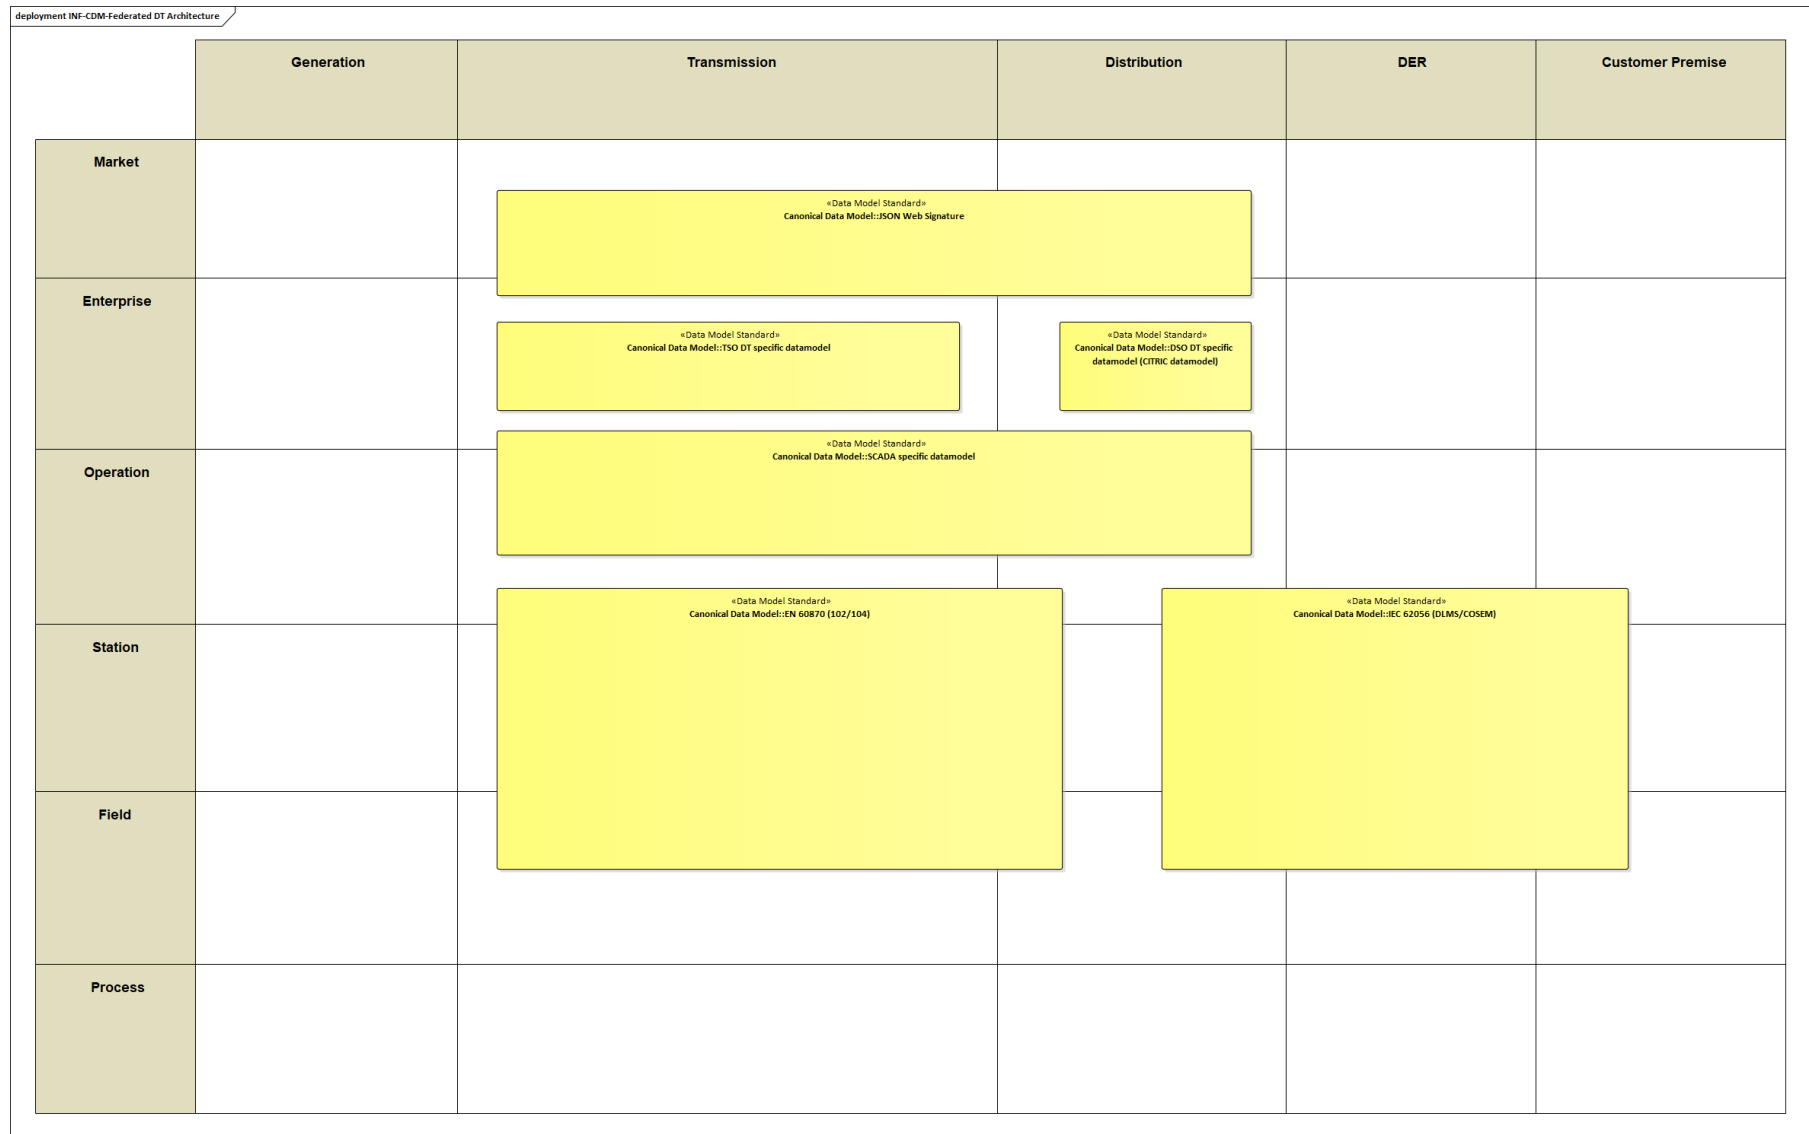 deployment INF-CDM-Federated DT Architecture
Generation
Transmission
Distribution
DER
Customer Premise
Market
«Data Model Standard»
Canonical Data Model::JSON Web Signature
Enterprise
«Data Model Standard»
Canonical Data Model::TSO DT specific datamodel
«Data Model Standard»
Canonical Data Model::DSO DT specific
datamodel (CITRIC datamodel)
«Data Model Standard»
Canonical Data Model::SCADA specific datamodel
Operation
«Data Model Standard»
Canonical Data Model::EN 60870 (102/104)
«Data Model Standard»
Canonical Data Model::IEC 62056 (DLMS/COSEM)
Station
Field
Process